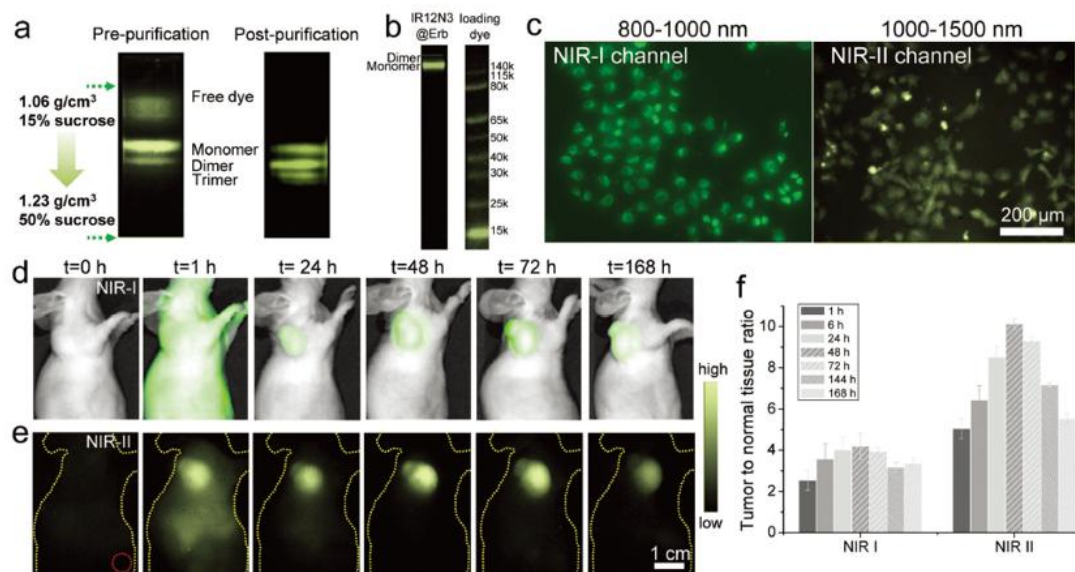 a
Pre-purification
Post-purification
1.06 g/cm³
15% sucrose
1.23 g/cm³
50% sucrose
Free dye
Monomer
Dimer
Trimer
b
IR12N3
@Erb
loading
dye
Dimer
Monomer
140k
115k
80k
65k
50k
40k
30k
25k
15k
c
800-1000 nm
1000-1500 nm
NIR-I channel
NIR-II channel
200 µm
d
t=0 h
t=1 h
t= 24 h
t=48 h
t= 72 h
t=168 h
NIR-I
high
low
e
NIR-II
1 cm
f
Tumor to normal tissue ratio
10
8
6
4
2
0
1 h
6 h
24 h
48 h
72 h
144 h
168 h
NIR I
NIR II